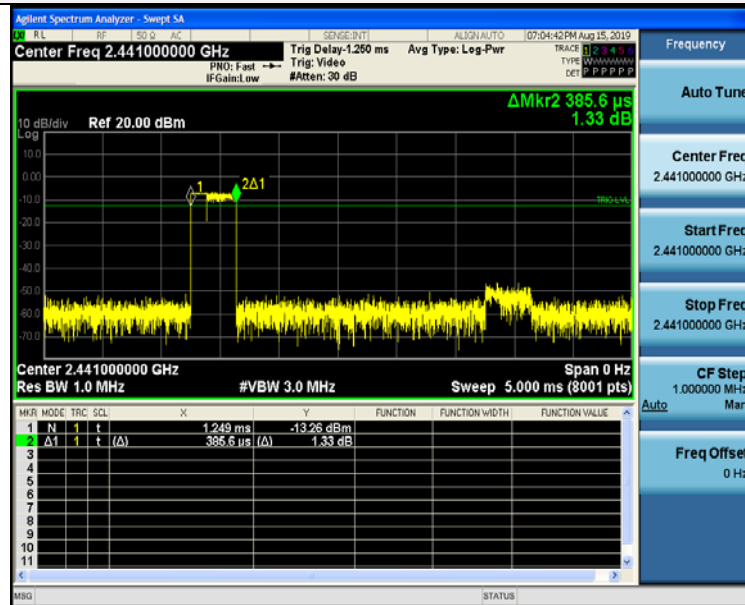 Agilent Spectrum Analyzer - Swept SA
RL RF 50 Ω AC SENSE:INT ALIGN AUTO 07:04:42 PM Aug 15, 2019
Center Freq 2.441000000 GHz
PNO: Fast
IFGain:Low
Trig Delay-1.250 ms
Trig: Video
#Atten: 30 dB
Avg Type: Log-Pwr
TRACE 1 2 3 4 5 6
TYPE WWWWWW
DET P P P P P P
ΔMkr2 385.6 µs
1.33 dB
10 dB/div Ref 20.00 dBm
Log
10.0
0.00
-10.0
-20.0
-30.0
-40.0
-50.0
-60.0
-70.0
1
2Δ1
TRIG LVL
Center 2.441000000 GHz Span 0 Hz
Res BW 1.0 MHz #VBW 3.0 MHz Sweep 5.000 ms (8001 pts)
MKR MODE TRC SCL X Y FUNCTION FUNCTION WIDTH FUNCTION VALUE
1 N 1 t 1.249 ms -13.26 dBm
2 Δ1 1 t (Δ) 385.6 µs (Δ) 1.33 dB
3
4
5
6
7
8
9
10
11
MSG STATUS
Frequency
Auto Tune
Center Freq
2.441000000 GHz
Start Freq
2.441000000 GHz
Stop Freq
2.441000000 GHz
CF Step
1.000000 MHz
Auto Man
Freq Offset
0 Hz